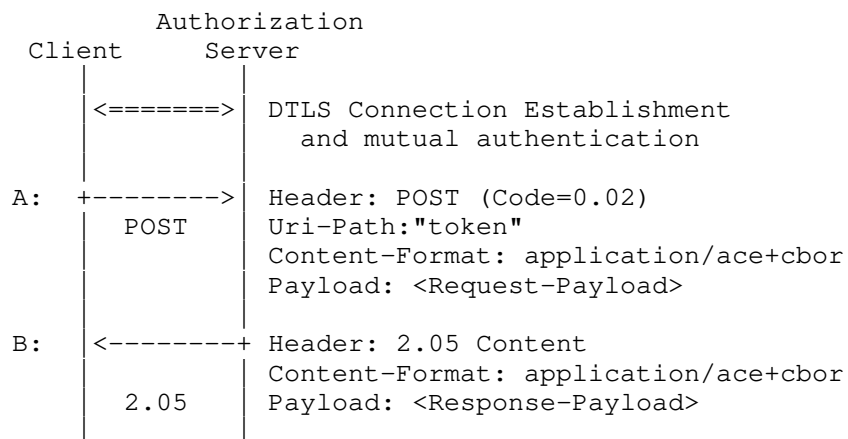 Authorization
Client Server
| |
|<=======>| DTLS Connection Establishment
| | and mutual authentication
| |
A: +-------->| Header: POST (Code=0.02)
| POST | Uri-Path:"token"
| | Content-Format: application/ace+cbor
| | Payload: <Request-Payload>
| |
B: |<--------+ Header: 2.05 Content
| | Content-Format: application/ace+cbor
| 2.05 | Payload: <Response-Payload>
| |